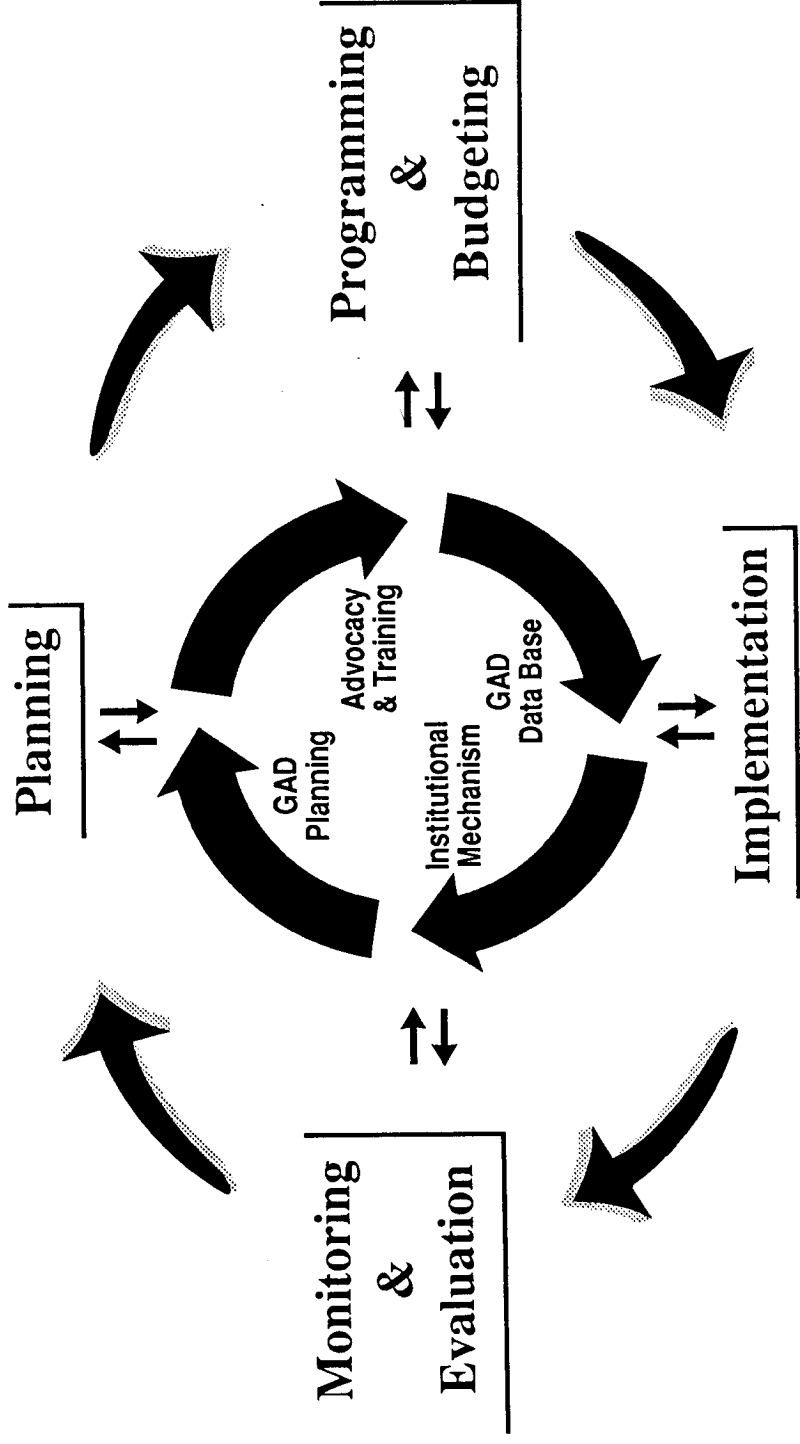 Planning
Programming
&
Budgeting
Implementation
Monitoring
&
Evaluation
GAD
Planning
Advocacy
& Training
Institutional
Mechanism
GAD
Data Base